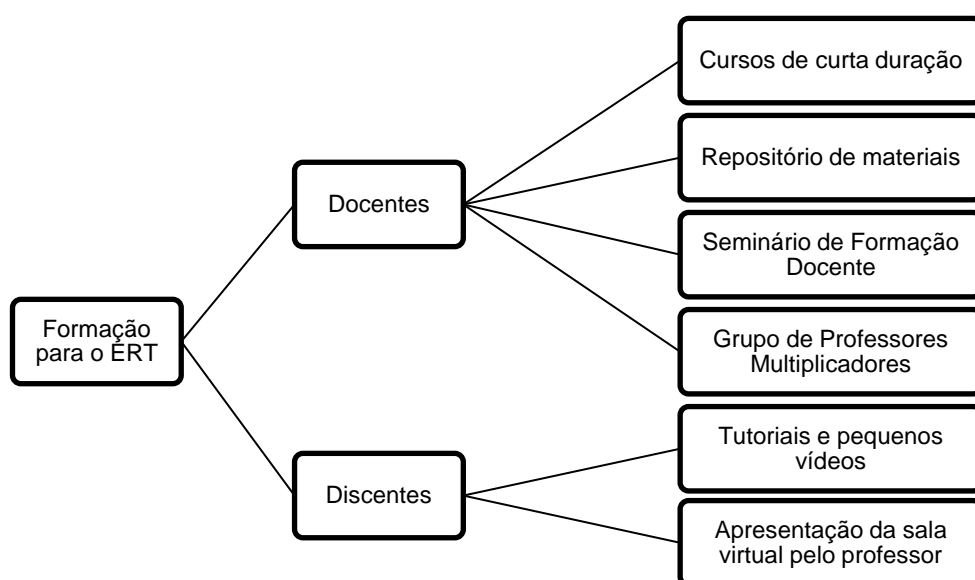 Formação
para o ERT
Docentes
Cursos de curta duração
Repositório de materiais
Seminário de Formação
Docente
Grupo de Professores
Multiplicadores
Discentes
Tutoriais e pequenos
vídeos
Apresentação da sala
virtual pelo professor